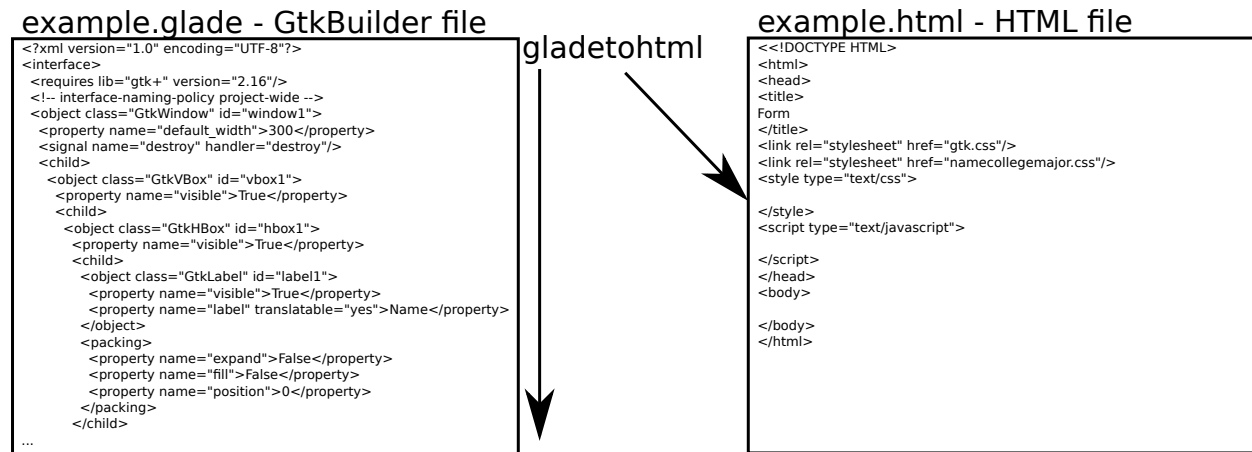 example.glade - GtkBuilder file
<?xml version="1.0" encoding="UTF-8"?>
<interface>
<requires lib="gtk+" version="2.16"/>
<!-- interface-naming-policy project-wide -->
<object class="GtkWindow" id="window1">
<property name="default_width">300</property>
<signal name="destroy" handler="destroy"/>
<child>
<object class="GtkVBox" id="vbox1">
<property name="visible">True</property>
<child>
<object class="GtkHBox" id="hbox1">
<property name="visible">True</property>
<child>
<object class="GtkLabel" id="label1">
<property name="visible">True</property>
<property name="label" translatable="yes">Name</property>
</object>
<packing>
<property name="expand">False</property>
<property name="fill">False</property>
<property name="position">0</property>
</packing>
</child>
...
gladetohtml
example.html - HTML file
<<!DOCTYPE HTML>
<html>
<head>
<title>
Form
</title>
<link rel="stylesheet" href="gtk.css"/>
<link rel="stylesheet" href="namecollegemajor.css"/>
<style type="text/css">
</style>
<script type="text/javascript">
</script>
</head>
<body>
</body>
</html>